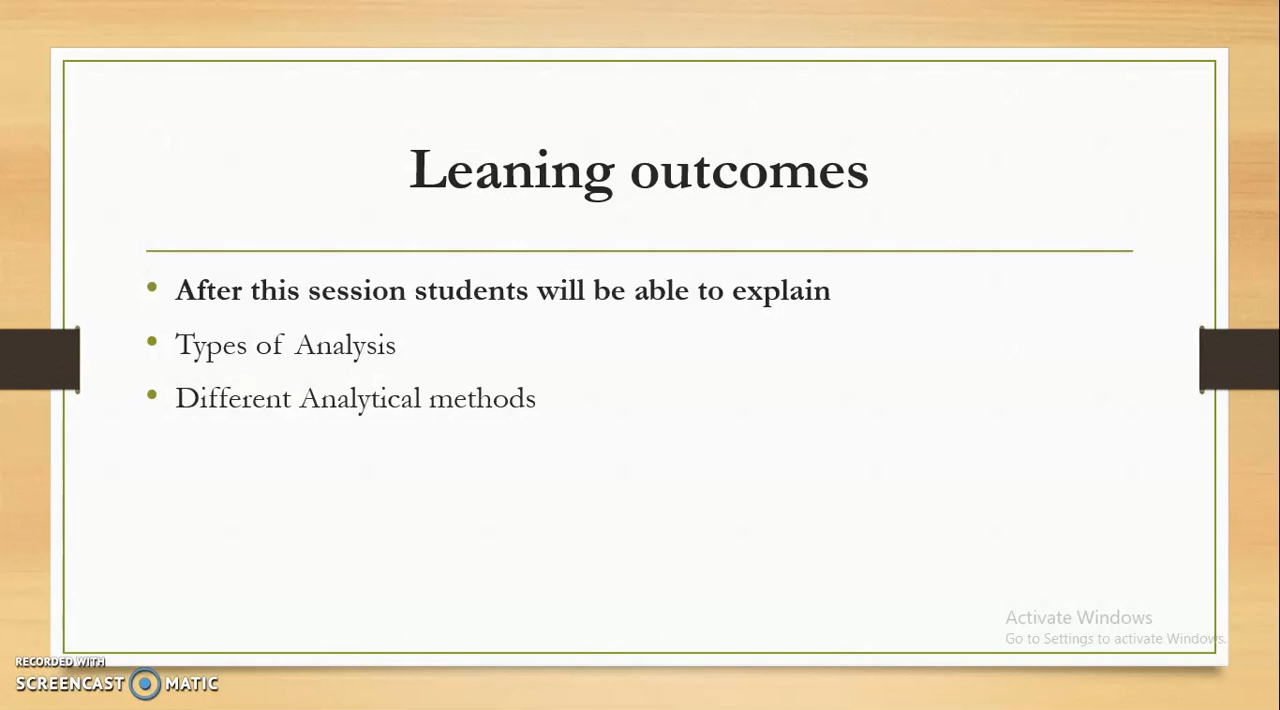 Leaning outcomes
After this session students will be able to explain
Types of Analysis
Different Analytical methods
Activate Windows
Go to Settings to activate Windows.
RECORDED WITH
SCREENCAST MATIC